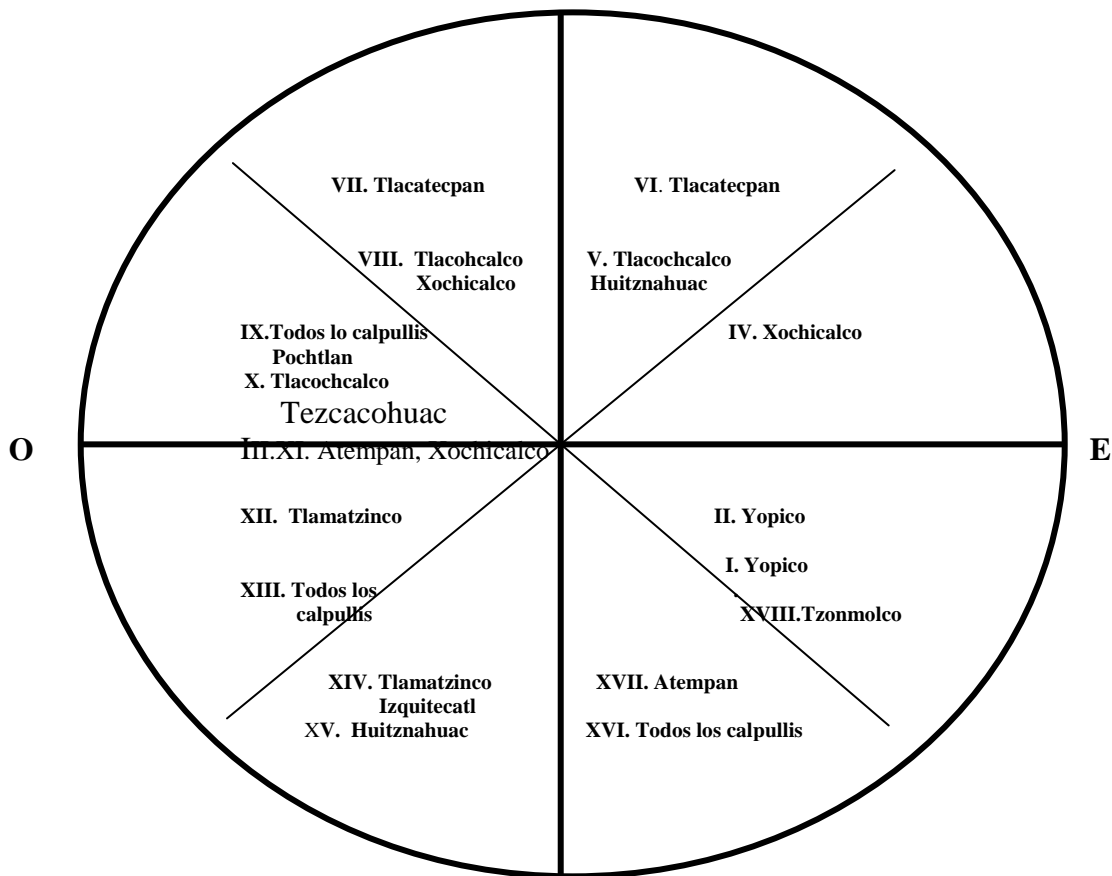 VII. Tlacatecpan
VI. Tlacatecpan
VIII. Tlacohcalco
Xochicalco
V. Tlacochcalco
Huitznahuac
IX.Todos lo calpullis
Pochtlan
IV. Xochicalco
X. Tlacochcalco
Tezcacohuac
O
III.XI. Atempan, Xochicalco
E
XII. Tlamatzinco
II. Yopico
I. Yopico
XIII. Todos los
calpullis
XVIII.Tzonmolco
XIV. Tlamatzinco
Izquitecatl
XVII. Atempan
XV. Huitznahuac
XVI. Todos los calpullis